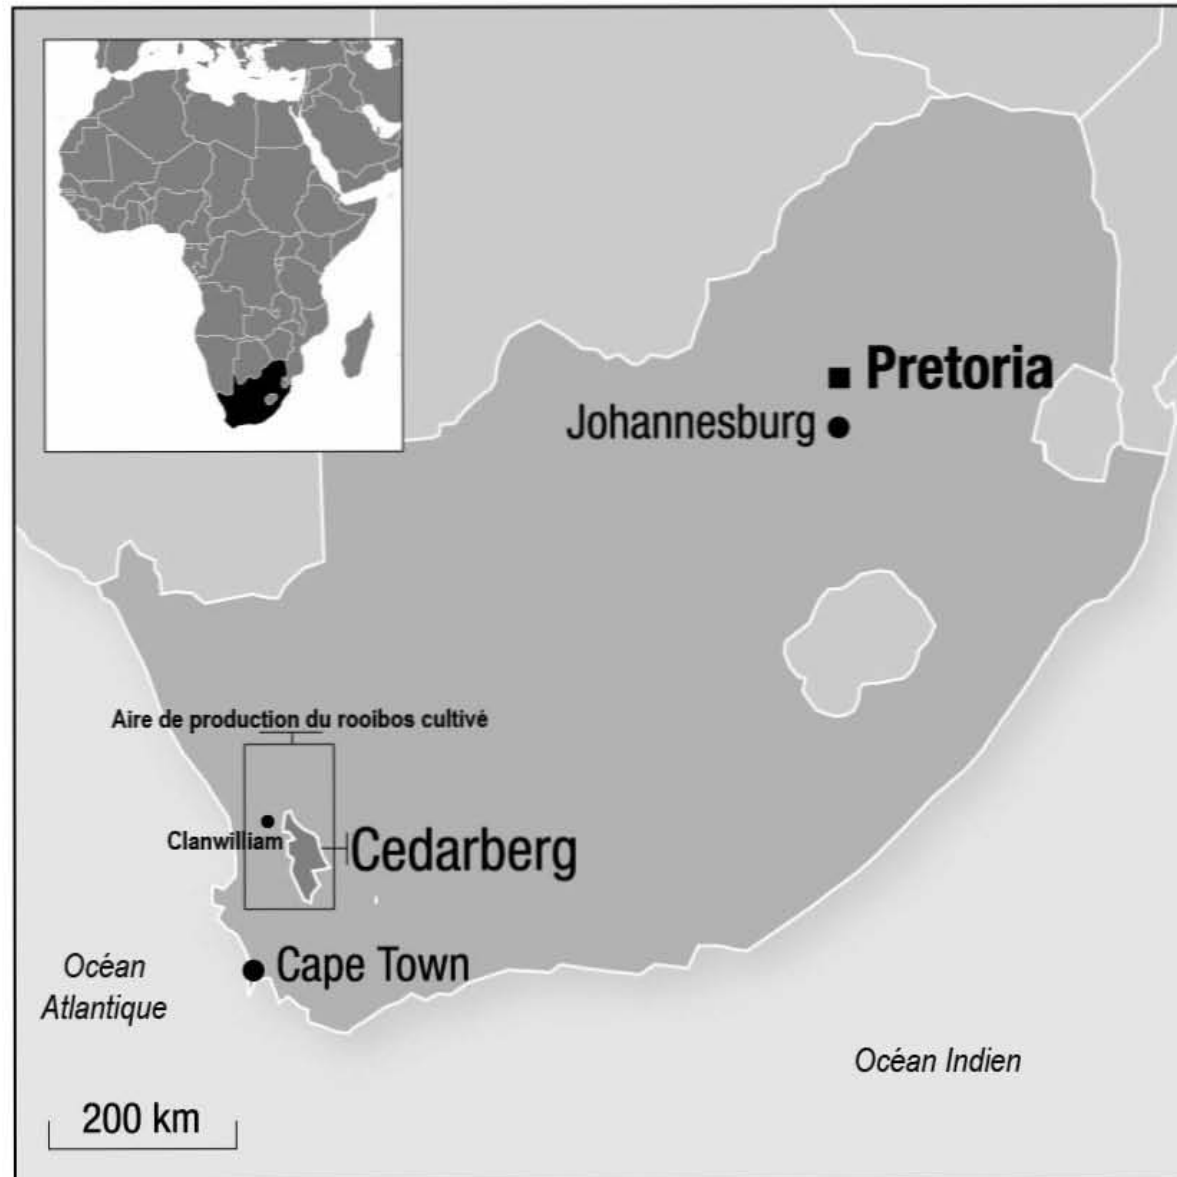 Pretoria
Johannesburg
Aire de production du rooibos cultivé
Clanwilliam
Cedarberg
Cape Town
Océan
Atlantique
Océan Indien
200 km